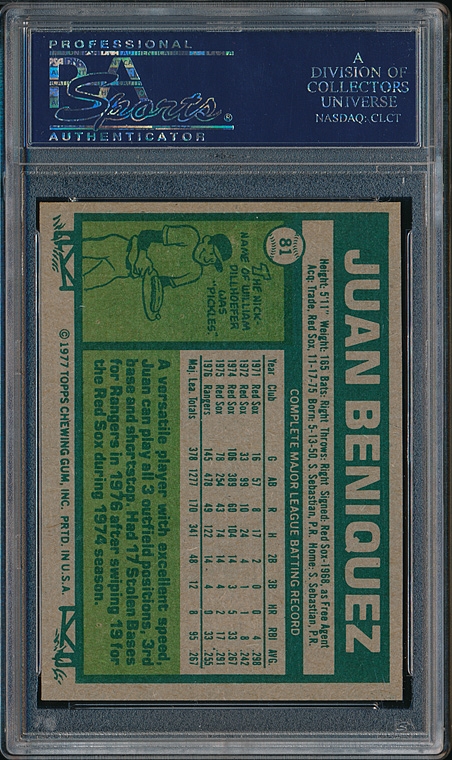 PROFESSIONAL
PSA
Sports®
AUTHENTICATOR
A
DIVISION OF
COLLECTORS
UNIVERSE
NASDAQ: CLCT
81
JUAN BENIQUEZ
Height: 5'11" Weight: 165 Bats: Right Throws: Right Signed: Red Sox-1968, as Free Agent
Acq: Trade, Red Sox, 11-17-75 Born: 5-13-50, S. Sebastian, P.R. Home: S. Sebastian, P.R.
COMPLETE MAJOR LEAGUE BATTING RECORD
Year Club G AB R H 2B 3B HR RBI AVG.
1971 Red Sox 16 57 8 17 2 0 0 4 .298
1972 Red Sox 33 99 10 24 4 1 1 8 .242
1974 Red Sox 106 389 60 104 14 3 5 33 .267
1975 Red Sox 78 254 43 74 14 4 2 17 .291
1976 Rangers 145 478 49 122 14 4 0 33 .255
Maj. Lea. Totals 378 1277 170 341 48 12 8 95 .267
THE NICK-
NAME OF WILLIAM
PILLHOEFER
WAS
"PICKLES."
A versatile player with excellent speed,
Juan can play all 3 outfield positions, 3rd
base and shortstop. Had 17 Stolen Bases
for Rangers in 1976 after swiping 19 for
the Red Sox during 1974 season.
© 1977 TOPPS CHEWING GUM, INC. PRTD. IN U.S.A.